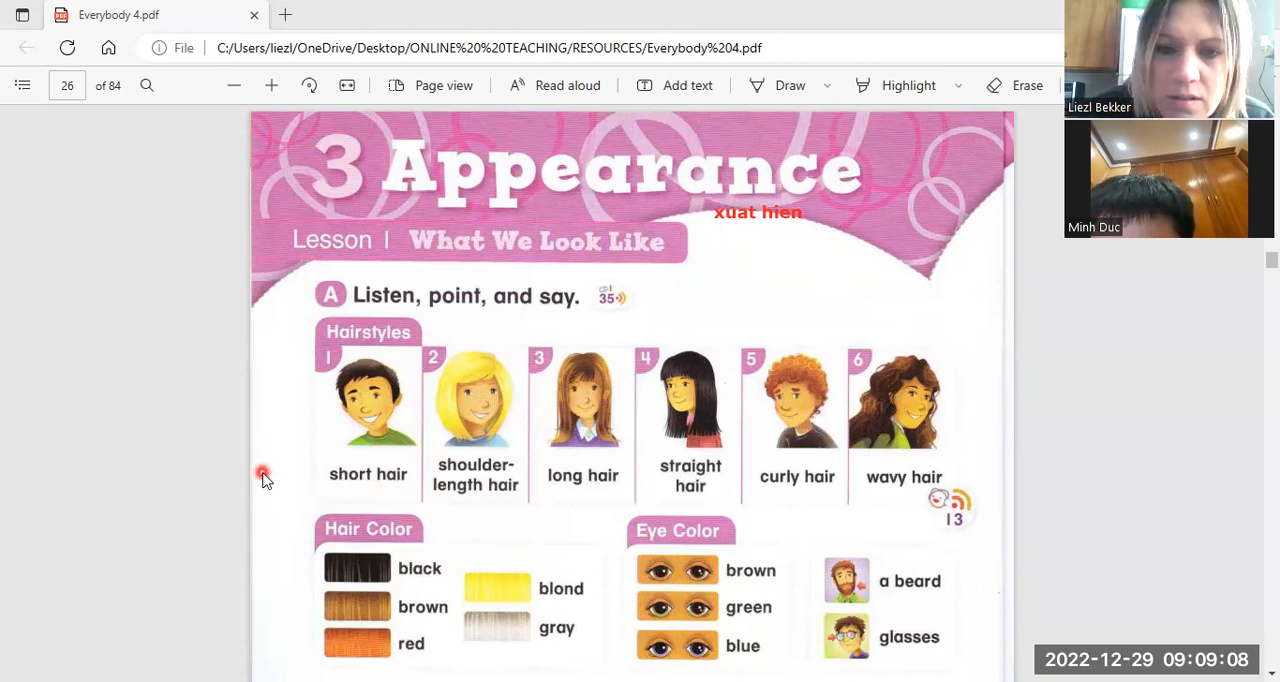 Everybody 4.pdf
File
C:/Users/liezl/OneDrive/Desktop/ONLINE%20%20TEACHING/RESOURCES/Everybody%204.pdf
26 of 84
Page view
Read aloud
Add text
Draw
Highlight
Erase
Liezl Bekker
Minh Duc
3 Appearance
xuat hien
Lesson 1 What We Look Like
A Listen, point, and say.
35
Hairstyles
1 2 3 4 5 6
short hair
shoulder-
length hair
long hair
straight
hair
curly hair
wavy hair
13
Hair Color
black
brown
red
blond
gray
Eye Color
brown
green
blue
a beard
glasses
2022-12-29 09:09:08